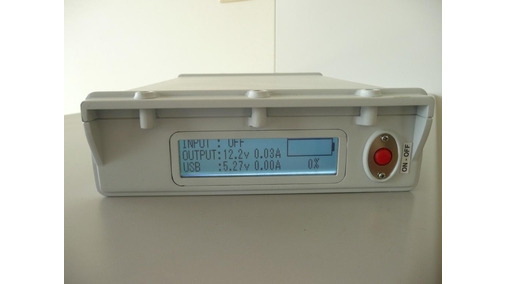 INPUT : OFF
OUTPUT:12.2v 0.03A
USB :5.27v 0.00A 0%
ON - OFF